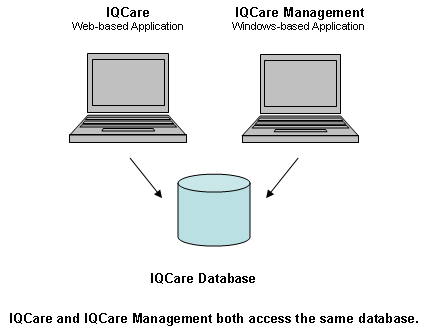 IQCare
Web-based Application
IQCare Management
Windows-based Application
IQCare Database
IQCare and IQCare Management both access the same database.